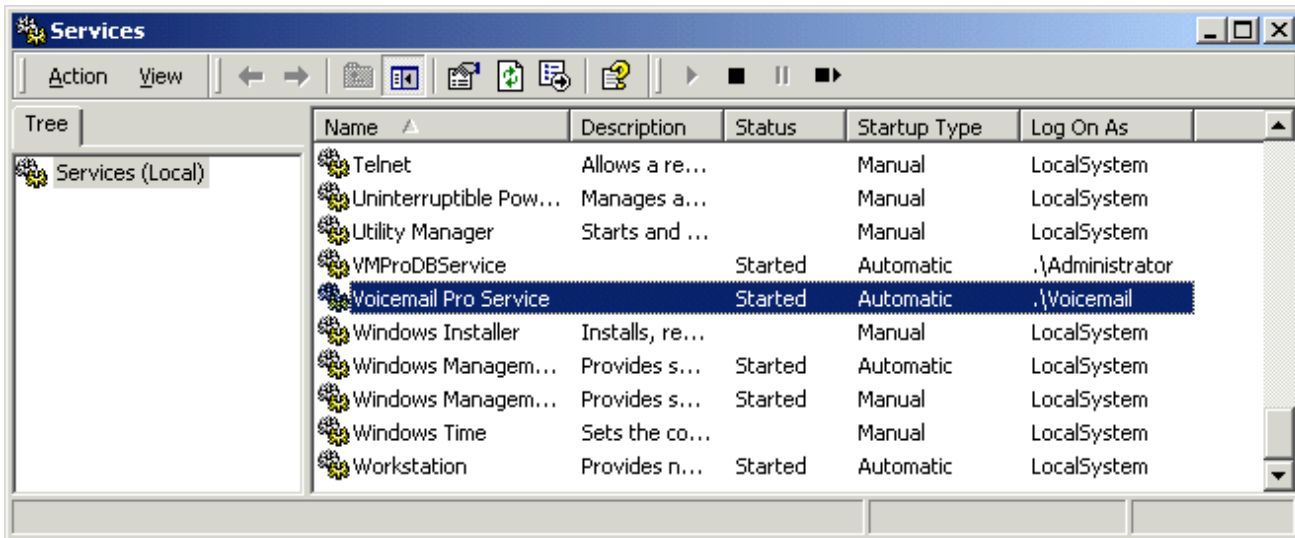 Services
Action View
Tree
Name Description Status Startup Type Log On As
Services (Local)
Telnet Allows a re... Manual LocalSystem
Uninterruptible Pow... Manages a... Manual LocalSystem
Utility Manager Starts and ... Manual LocalSystem
VMProDBService Started Automatic .\Administrator
Voicemail Pro Service Started Automatic .\Voicemail
Windows Installer Installs, re... Manual LocalSystem
Windows Managem... Provides s... Started Automatic LocalSystem
Windows Managem... Provides s... Started Manual LocalSystem
Windows Time Sets the co... Manual LocalSystem
Workstation Provides n... Started Automatic LocalSystem